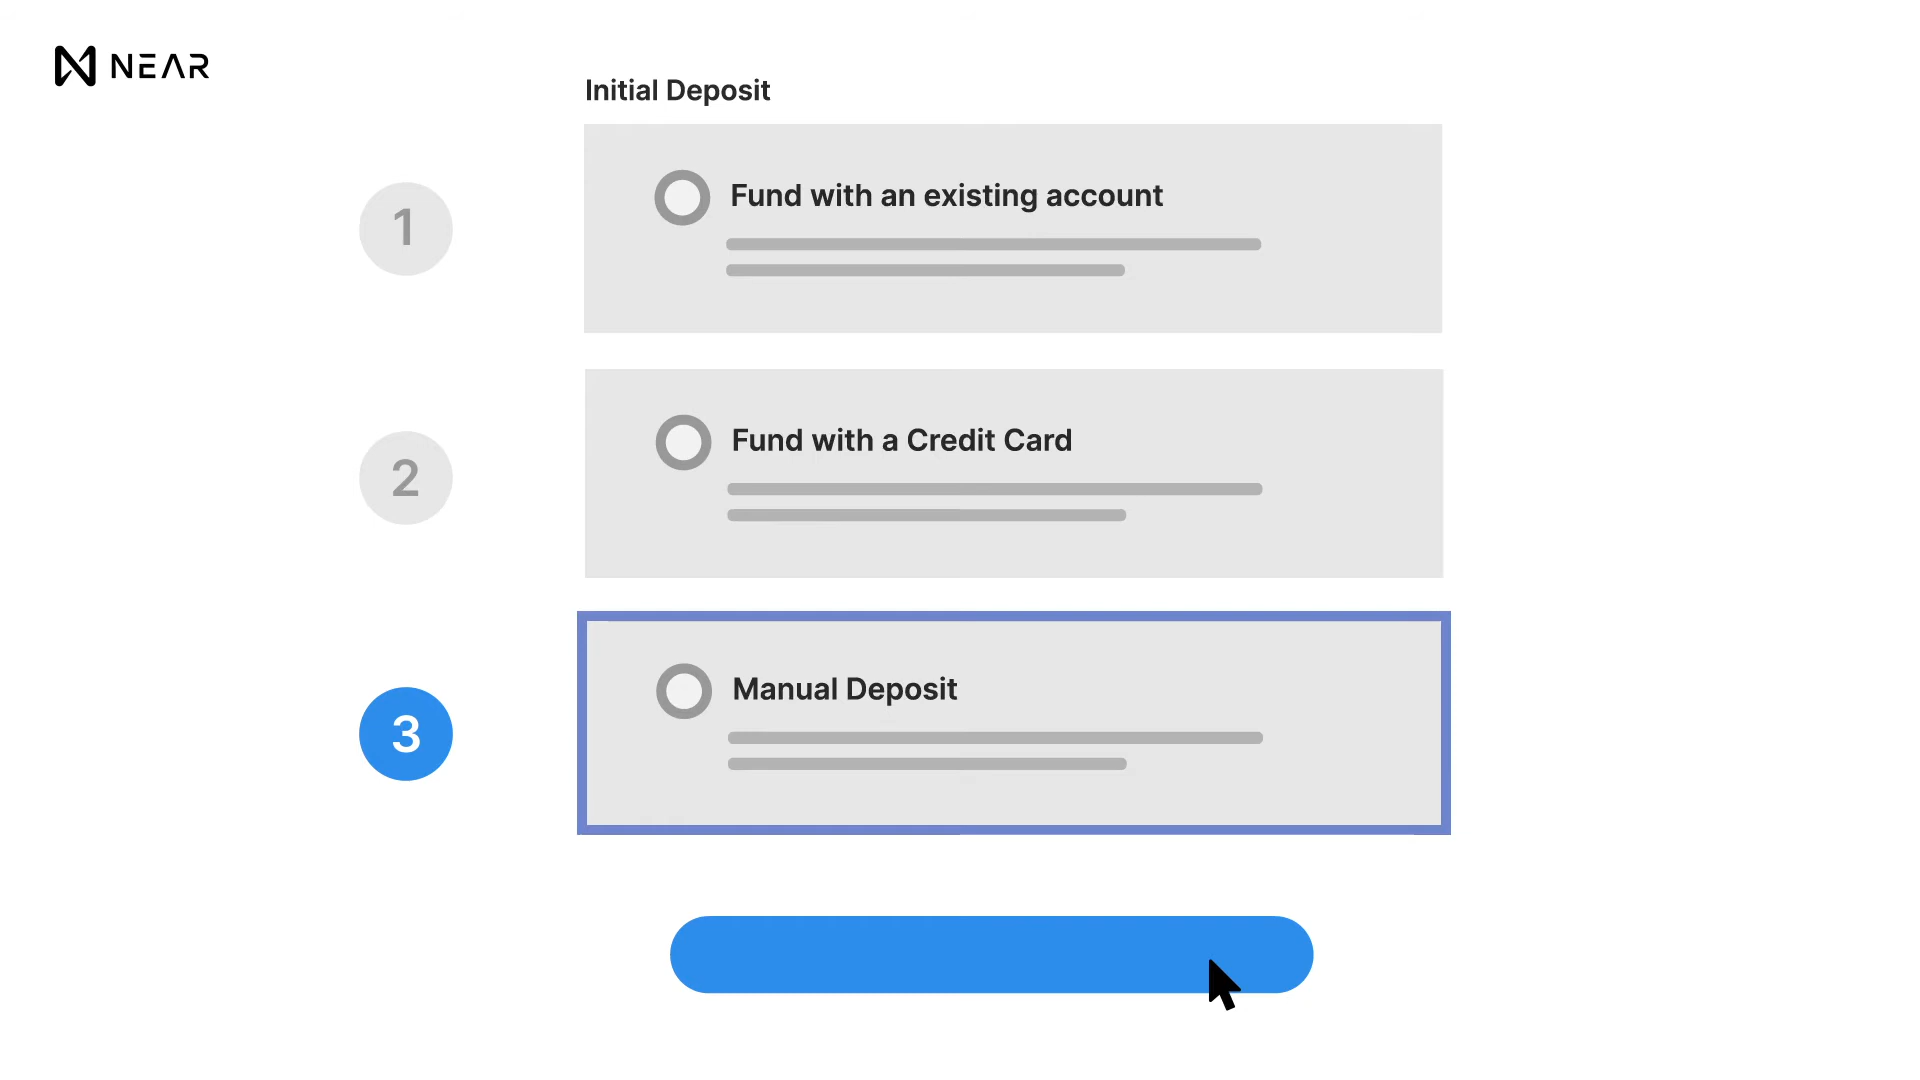 NEAR
Initial Deposit
1
Fund with an existing account
2
Fund with a Credit Card
3
Manual Deposit